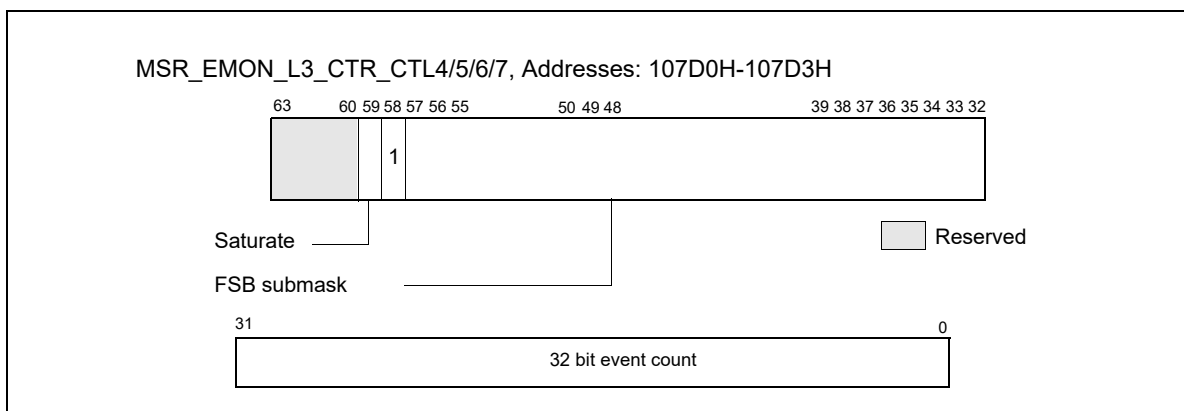 MSR_EMON_L3_CTR_CTL4/5/6/7, Addresses: 107D0H-107D3H
63 60 59 58 57 56 55 50 49 48 39 38 37 36 35 34 33 32
1
Saturate
Reserved
FSB submask
31 0
32 bit event count